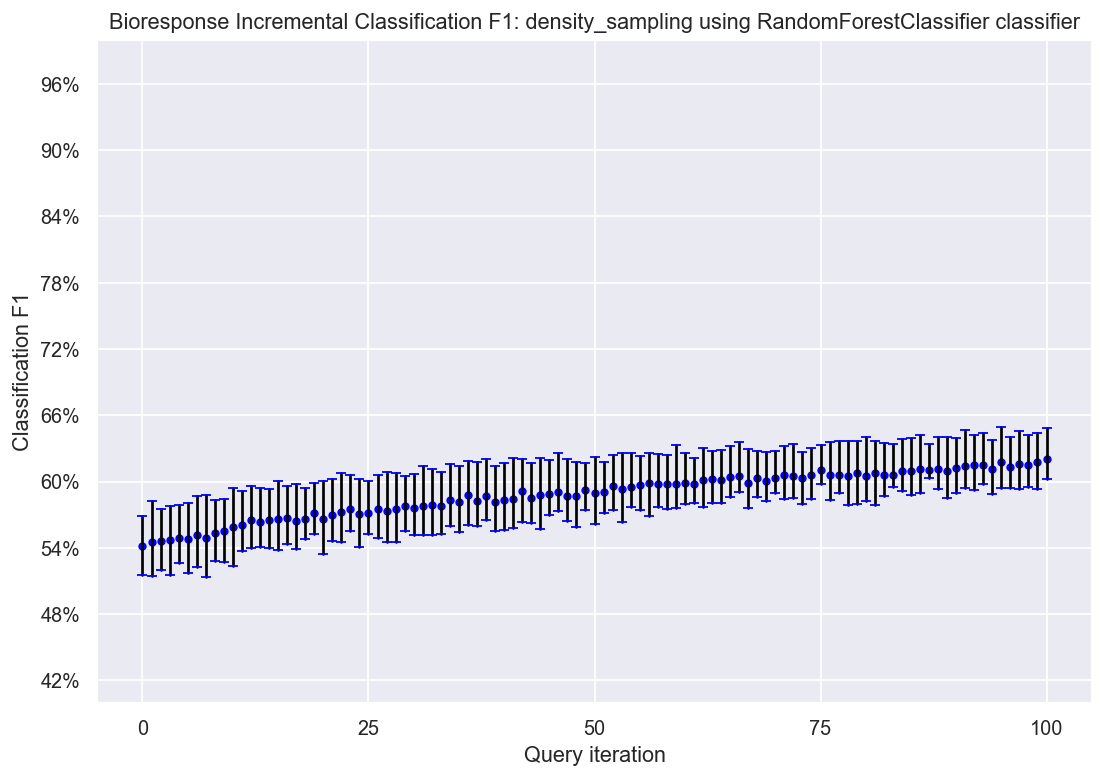 Bioresponse Incremental Classification F1: density_sampling using RandomForestClassifier classifier
96%
90%
84%
78%
72%
66%
60%
54%
48%
42%
Classification F1
0 25 50 75 100
Query iteration